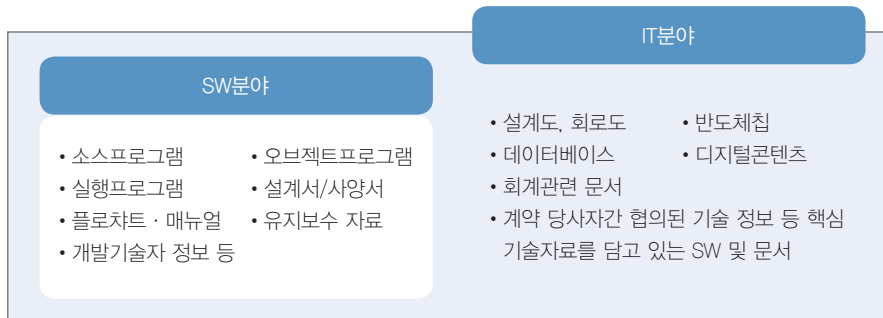 IT분야
SW분야
• 소스프로그램 • 오브젝트프로그램
• 실행프로그램 • 설계서/사양서
• 플로챠트 · 매뉴얼 • 유지보수 자료
• 개발기술자 정보 등
• 설계도, 회로도 • 반도체칩
• 데이터베이스 • 디지털콘텐츠
• 회계관련 문서
• 계약 당사자간 협의된 기술 정보 등 핵심
기술자료를 담고 있는 SW 및 문서